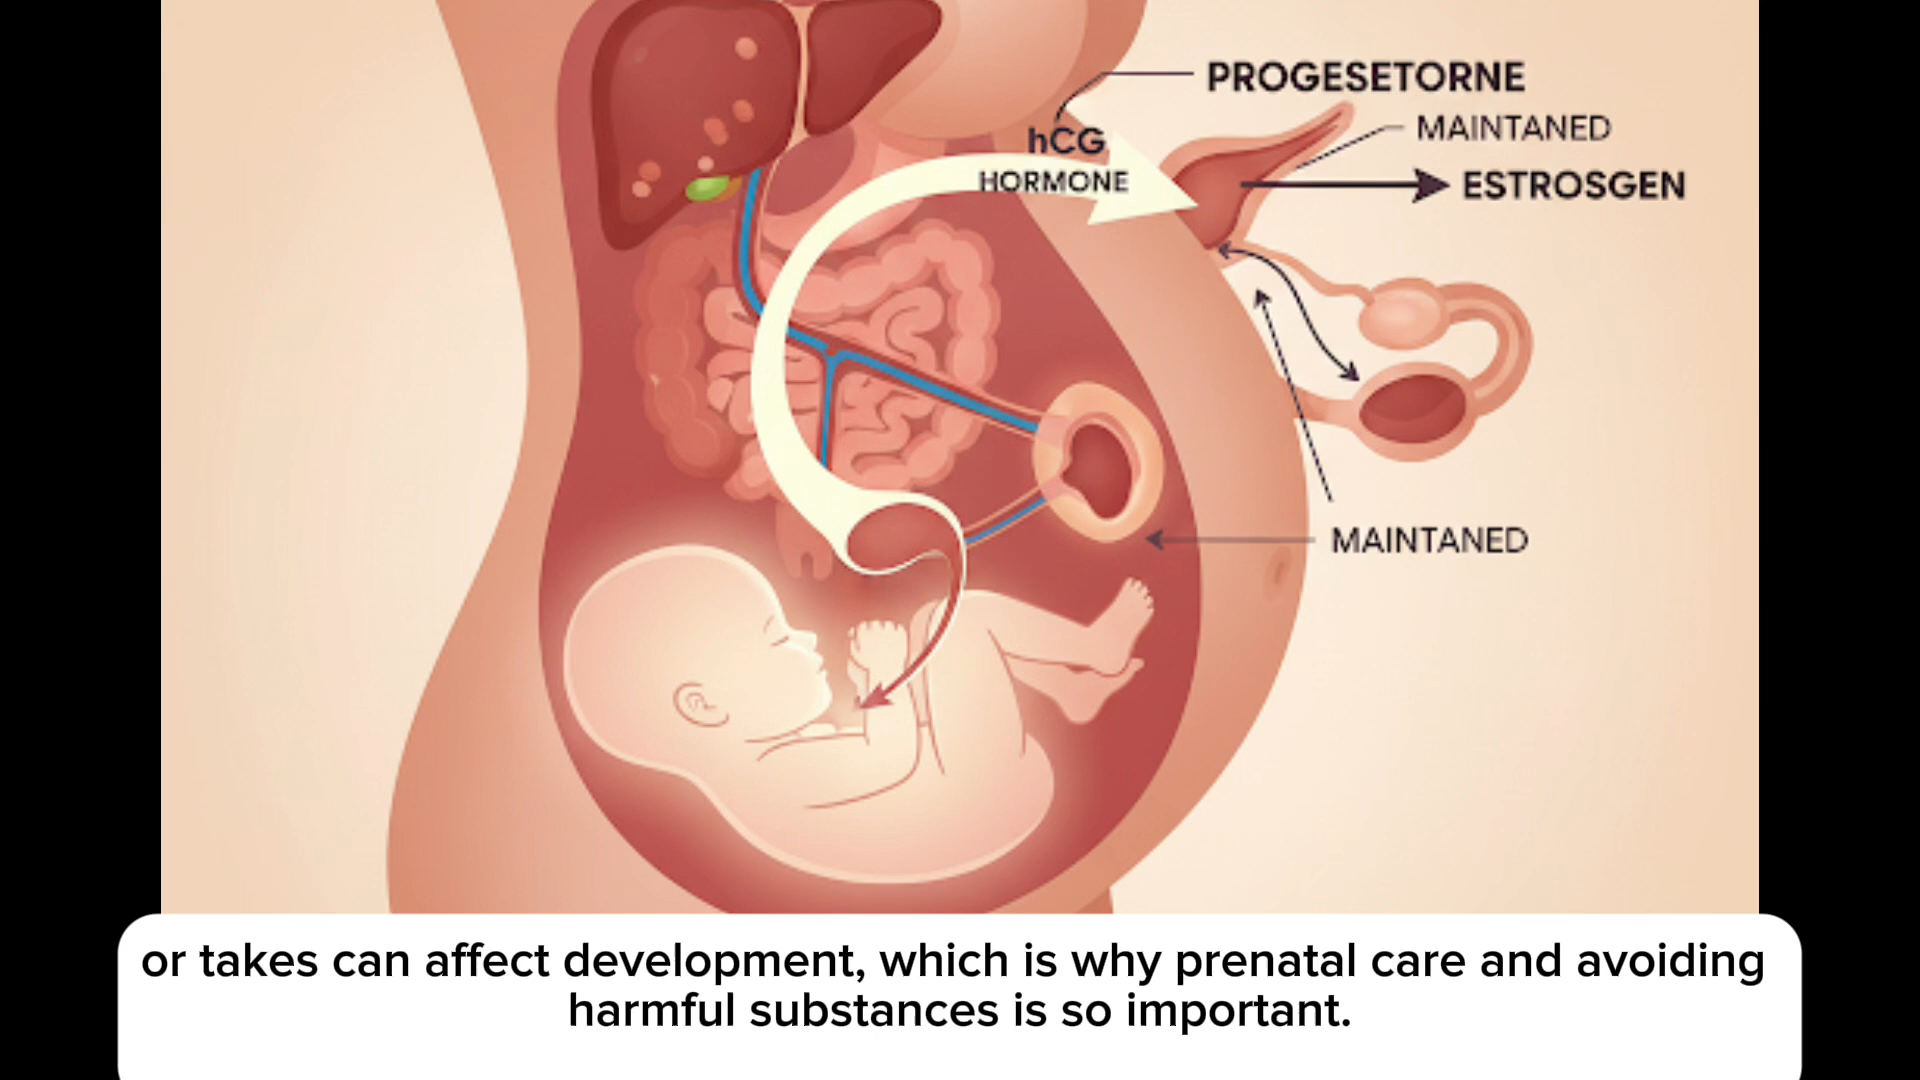 PROGESETORNE
MAINTANED
hCG
HORMONE
ESTROSGEN
MAINTANED
or takes can affect development, which is why prenatal care and avoiding
harmful substances is so important.